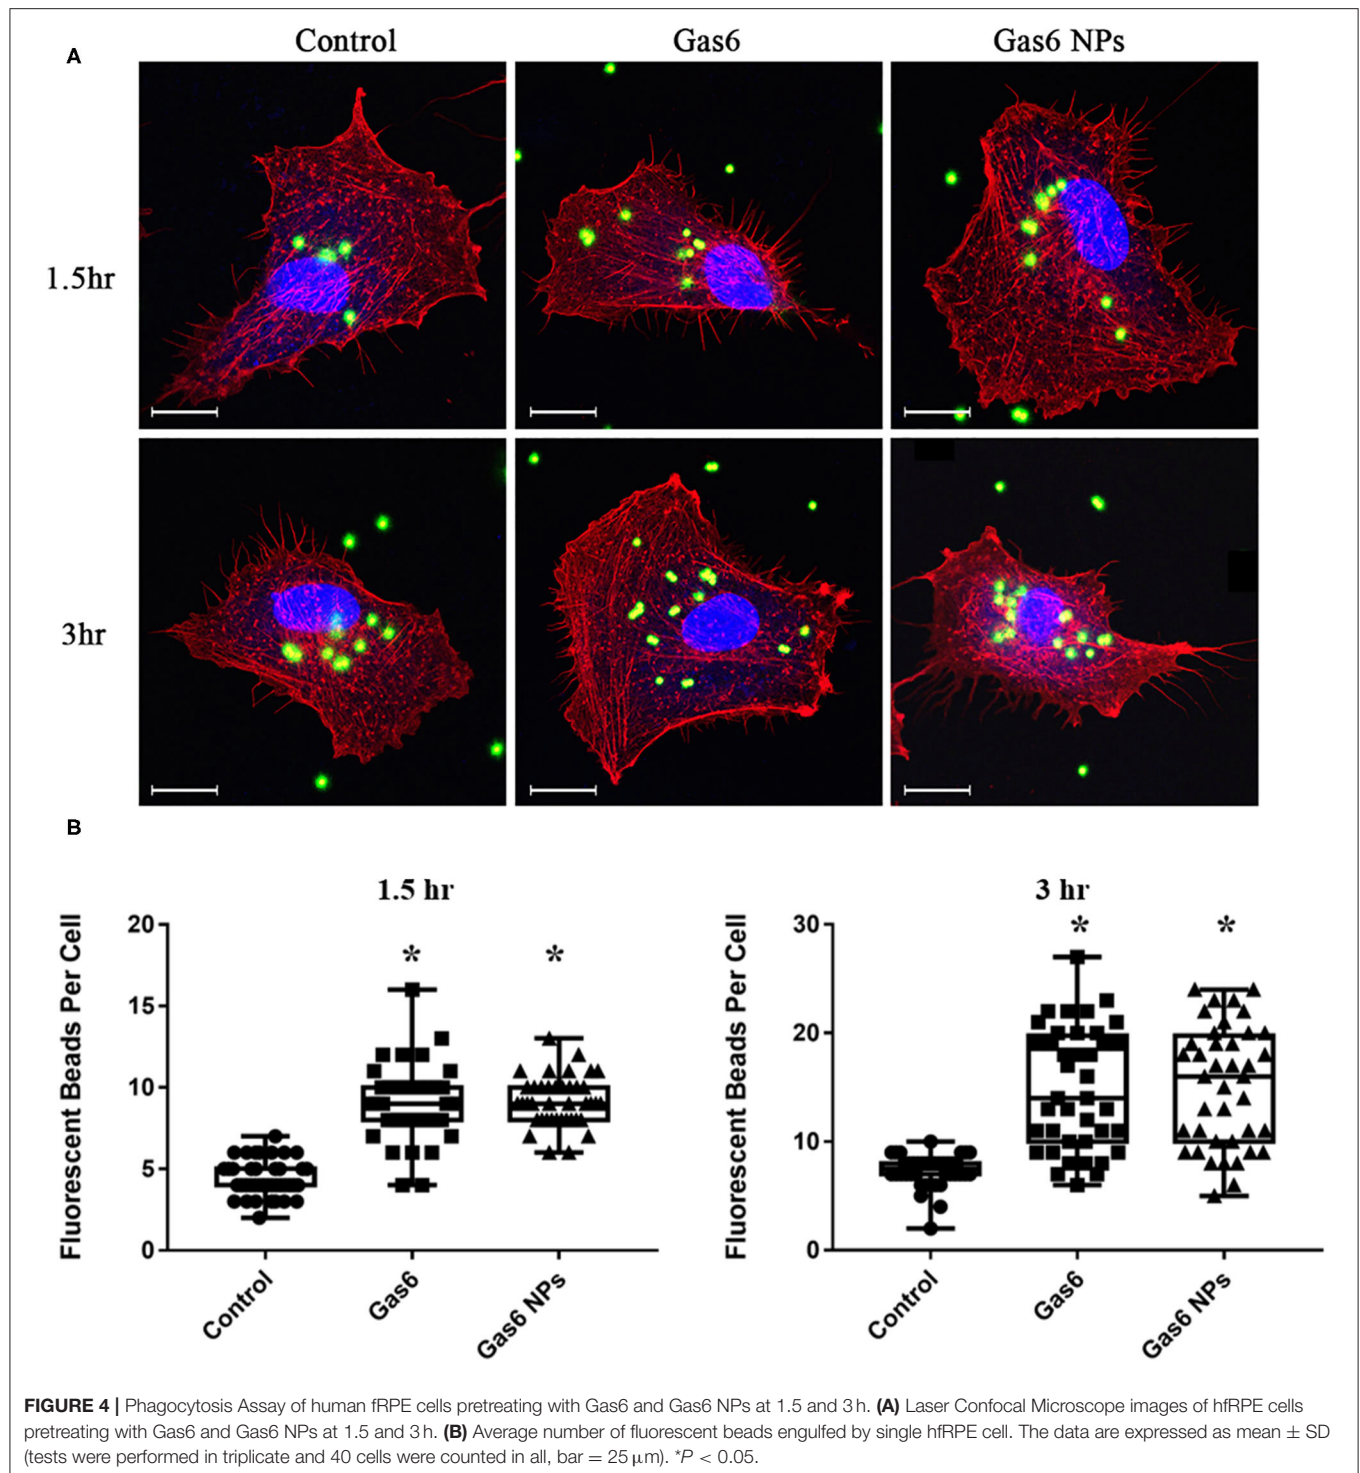 A
Control
Gas6
Gas6 NPs
1.5hr
3hr
B
1.5 hr
Fluorescent Beads Per Cell
20
15
10
5
0
*
*
Control
Gas6
Gas6 NPs
3 hr
Fluorescent Beads Per Cell
30
20
10
0
*
*
Control
Gas6
Gas6 NPs
FIGURE 4 | Phagocytosis Assay of human fRPE cells pretreating with Gas6 and Gas6 NPs at 1.5 and 3 h. (A) Laser Confocal Microscope images of hfRPE cells
pretreating with Gas6 and Gas6 NPs at 1.5 and 3 h. (B) Average number of fluorescent beads engulfed by single hfRPE cell. The data are expressed as mean ± SD
(tests were performed in triplicate and 40 cells were counted in all, bar = 25 μm). *P < 0.05.